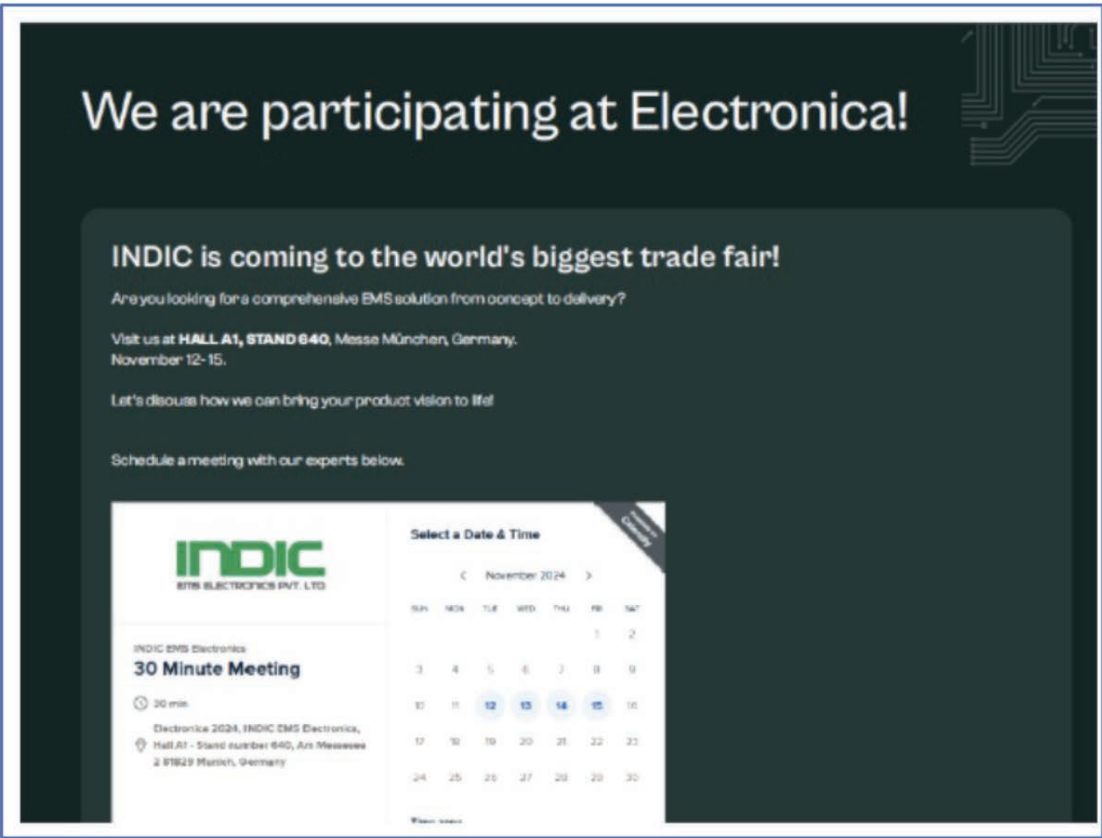 We are participating at Electronica!
INDIC is coming to the world's biggest trade fair!
Are you looking for a comprehensive EMS solution from concept to delivery?
Visit us at HALL A1, STAND 640, Messe München, Germany.
November 12-15.
Let's discuss how we can bring your product vision to life!
Schedule a meeting with our experts below.
INDIC
EMS ELECTRONICS PVT. LTD
INDIC EMS Electronics
30 Minute Meeting
30 min
Electronica 2024, INDIC EMS Electronics,
Hall A1 - Stand number 640, Am Messesee
2 81829 Munich, Germany
Calendly
Select a Date & Time
November 2024
SUN MON TUE WED THU FRI SAT
1 2
3 4 5 6 7 8 9
10 11 12 13 14 15 16
17 18 19 20 21 22 23
24 25 26 27 28 29 30